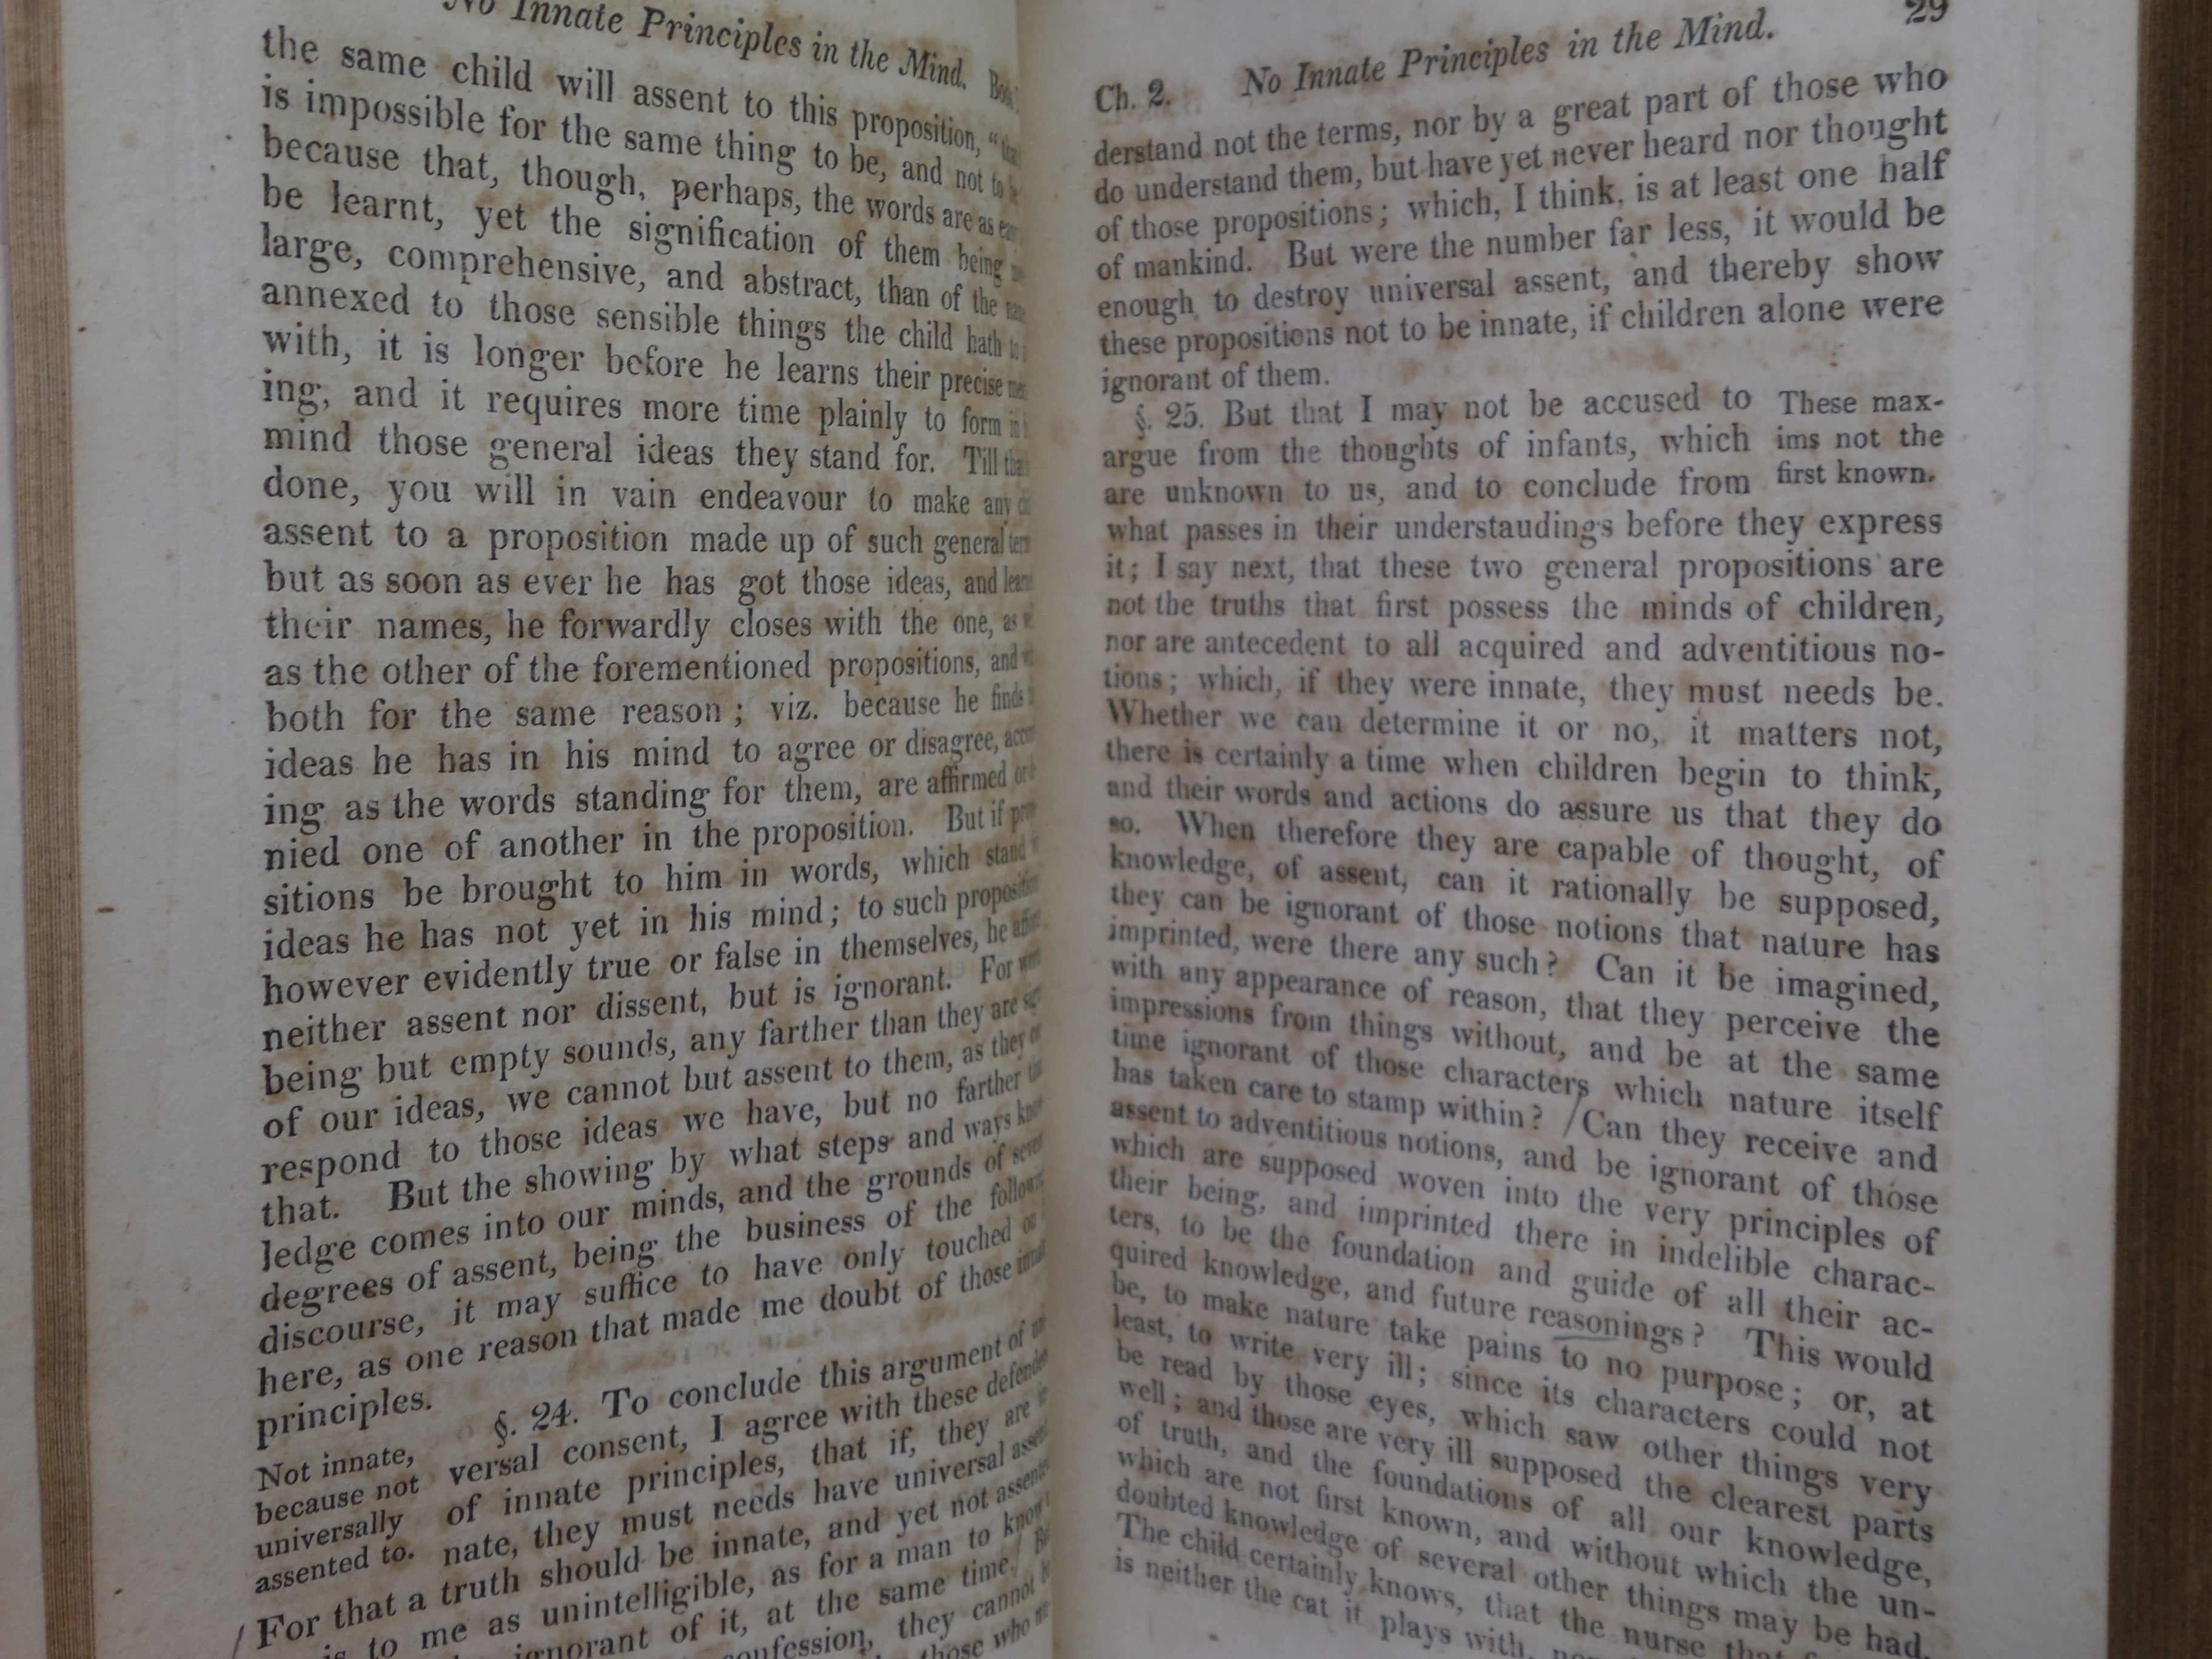 No Innate Principles in the Mind. Book
the same child will assent to this proposition,
is impossible for the same thing to be, and not to be
because that, though, perhaps, the words are as
be learnt, yet the signification of them being
large, comprehensive, and abstract, than of the
annexed to those sensible things the child hath to
with, it is longer before he learns their precise
ing, and it requires more time plainly to form in
mind those general ideas they stand for. Till
done, you will in vain endeavour to make any
assent to a proposition made up of such general
but as soon as ever he has got those ideas, and
their names, he forwardly closes with the one, as
as the other of the forementioned propositions, and
both for the same reason; viz. because he finds
ideas he has in his mind to agree or disagree,
ing as the words standing for them, are affirmed or
nied one of another in the proposition. But if
sitions be brought to him in words, which stand
ideas he has not yet in his mind; to such
however evidently true or false in themselves, he
neither assent nor dissent, but is ignorant. For
being but empty sounds, any farther than they are
of our ideas, we cannot but assent to them, as they
respond to those ideas we have, but no farther
that. But the showing by what steps and ways
ledge comes into our minds, and the grounds of
degrees of assent, being the business of the
discourse, it may suffice to have only touched on
here, as one reason that made me doubt of those
principles.
Not innate,
because not
universally
assented to.
§. 24. To conclude this argument of
versal consent, I agree with these
of innate principles, that if, they are
nate, they must needs have universal
For that a truth should be innate, and yet not
is to me as unintelligible, as for a man to know
ignorant of it, at the same time.
they cannot
those who
29
Ch. 2. No Innate Principles in the Mind.
derstand not the terms, nor by a great part of those who
do understand them, but have yet never heard nor thought
of those propositions; which, I think, is at least one half
of mankind. But were the number far less, it would be
enough to destroy universal assent, and thereby show
these propositions not to be innate, if children alone were
ignorant of them.
§. 25. But that I may not be accused to
argue from the thoughts of infants, which
are unknown to us, and to conclude from
These max-
ims not the
first known.
what passes in their understaudings before they express
it; I say next, that these two general propositions are
not the truths that first possess the minds of children,
nor are antecedent to all acquired and adventitious no-
tions; which, if they were innate, they must needs be.
Whether we can determine it or no, it matters not,
there is certainly a time when children begin to think,
and their words and actions do assure us that they do
so. When therefore they are capable of thought, of
knowledge, of assent, can it rationally be supposed,
they can be ignorant of those notions that nature has
imprinted, were there any such? Can it be imagined,
with any appearance of reason, that they perceive the
impressions from things without, and be at the same
time ignorant of those characters which nature itself
has taken care to stamp within? Can they receive and
assent to adventitious notions, and be ignorant of those
which are supposed woven into the very principles of
their being, and imprinted there in indelible charac-
ters, to be the foundation and guide of all their ac-
quired knowledge, and future reasonings? This would
be, to make nature take pains to no purpose; or, at
least, to write very ill; since its characters could not
be read by those eyes, which saw other things very
well; and those are very ill supposed the clearest parts
of truth, and the foundations of all our knowledge,
which are not first known, and without which the un-
doubted knowledge of several other things may be had.
The child certainly knows, that the nurse that
is neither the cat it plays with,